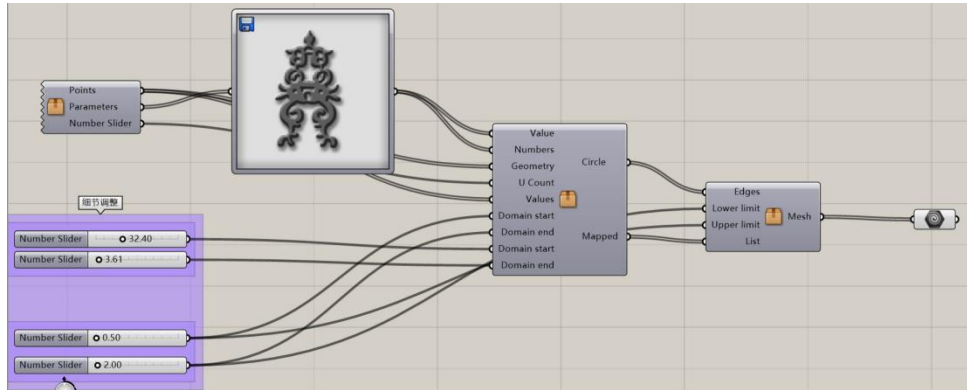 Points
Parameters
Number Slider
Value
Numbers
Geometry
U Count
Values
Domain start
Domain end
Domain start
Domain end
Circle
Mapped
Edges
Lower limit
Upper limit
List
Mesh
细节调整
Number Slider 32.40
Number Slider 3.61
Number Slider 0.50
Number Slider 2.00